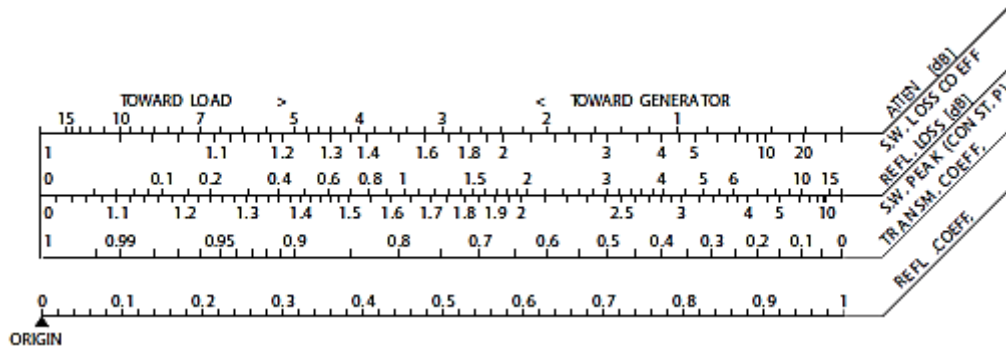 TOWARD LOAD > < TOWARD GENERATOR
15 10 7 5 4 3 2 1
ATTEN [dB]
1 1.1 1.2 1.3 1.4 1.6 1.8 2 3 4 5 10 20
S.W. LOSS CO EFF
0 0.1 0.2 0.4 0.6 0.8 1 1.5 2 3 4 5 6 10 15
REFL. LOSS [dB]
0 1.1 1.2 1.3 1.4 1.5 1.6 1.7 1.8 1.9 2 2.5 3 4 5 10
S.W. PEAK (CONST. P)
1 0.99 0.95 0.9 0.8 0.7 0.6 0.5 0.4 0.3 0.2 0.1 0
TRANSM. COEFF.
0 0.1 0.2 0.3 0.4 0.5 0.6 0.7 0.8 0.9 1
REFL .COEFF.
ORIGIN